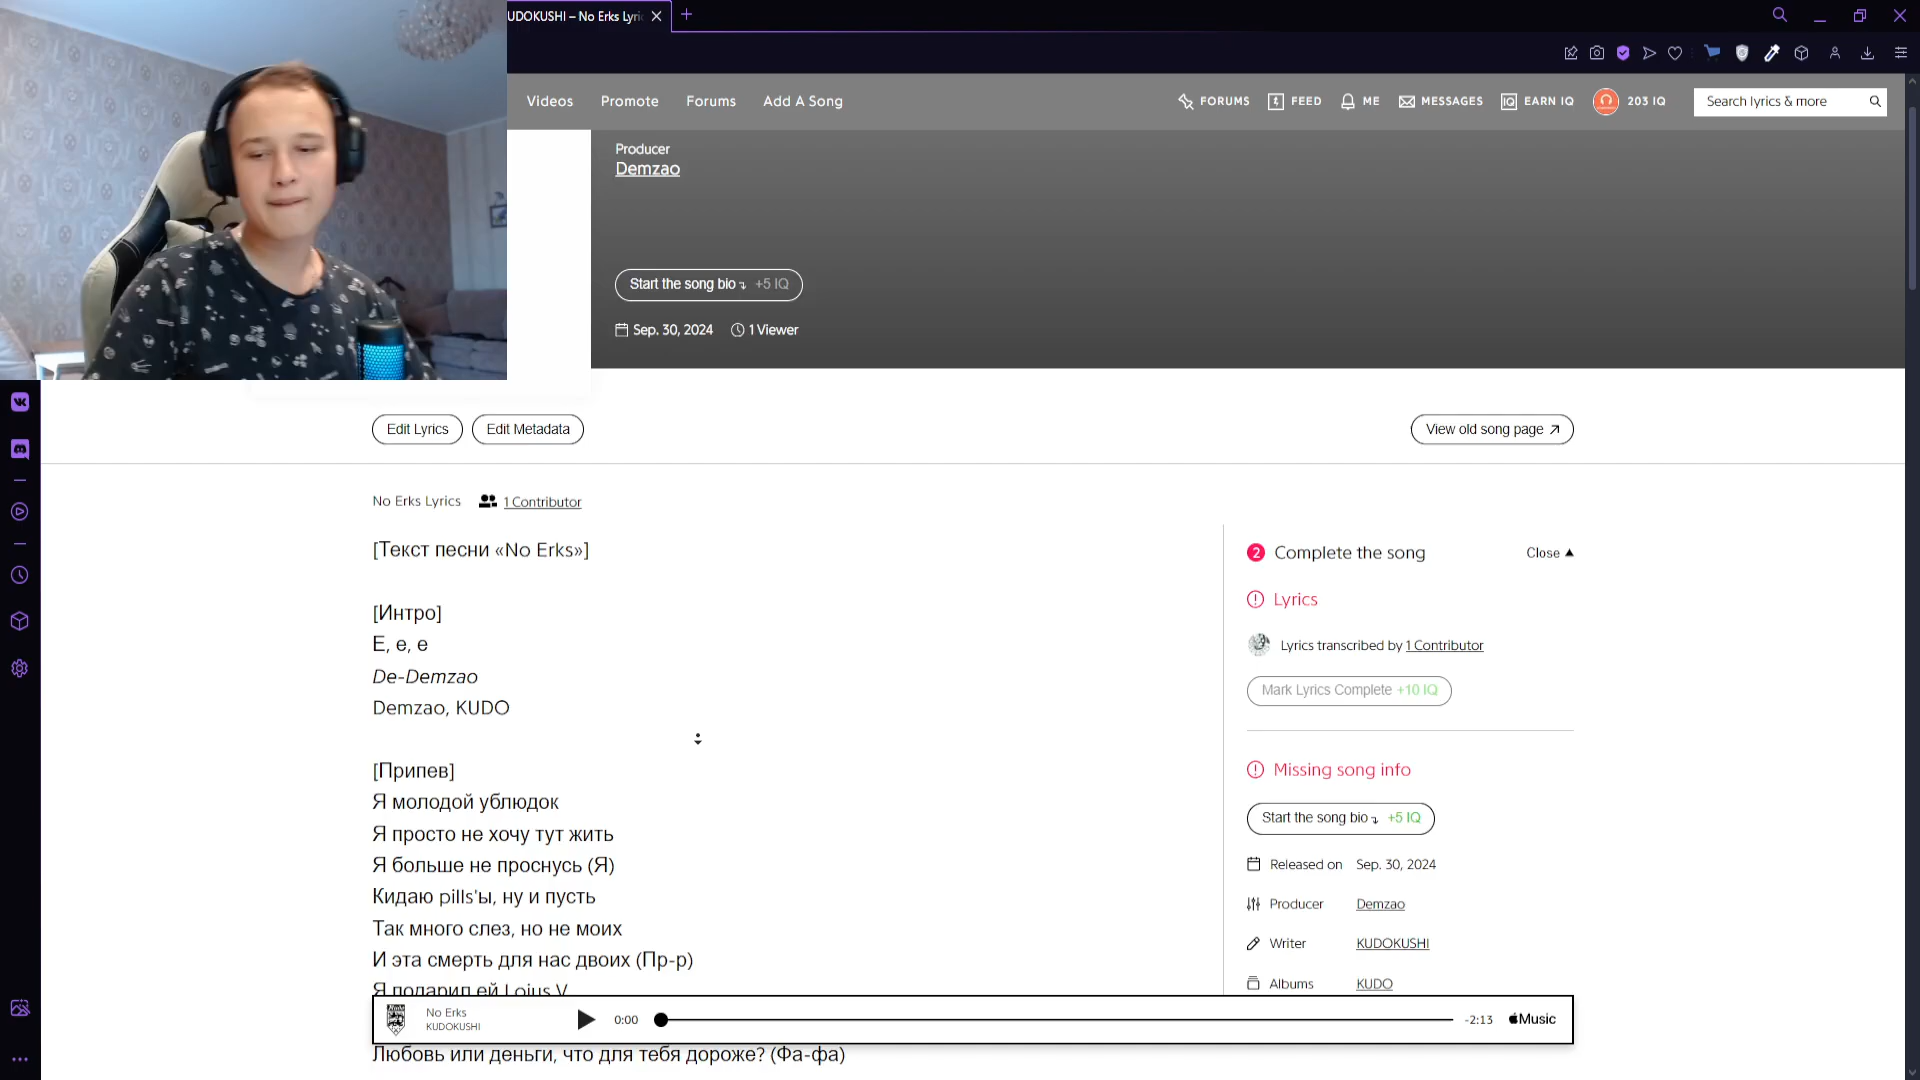 UDOKUSHI – No Erks Lyri
Videos
Promote
Forums
Add A Song
FORUMS
FEED
ME
MESSAGES
IQ EARN IQ
203 IQ
Search lyrics & more
Producer
Demzao
Start the song bio +5 IQ
Sep. 30, 2024
1 Viewer
Edit Lyrics
Edit Metadata
View old song page
No Erks Lyrics
1 Contributor
[Текст песни «No Erks»]
[Интро]
Е, е, е
De-Demzao
Demzao, KUDO
[Припев]
Я молодой ублюдок
Я просто не хочу тут жить
Я больше не проснусь (Я)
Кидаю pills'ы, ну и пусть
Так много слез, но не моих
И эта смерть для нас двоих (Пр-р)
Я подарил ей Loius V
Любовь или деньги, что для тебя дороже? (Фа-фа)
2 Complete the song
Close
Lyrics
Lyrics transcribed by 1 Contributor
Mark Lyrics Complete +10 IQ
Missing song info
Start the song bio +5 IQ
Released on Sep. 30, 2024
Producer Demzao
Writer KUDOKUSHI
Albums KUDO
No Erks
KUDOKUSHI
0:00
-2:13
Music